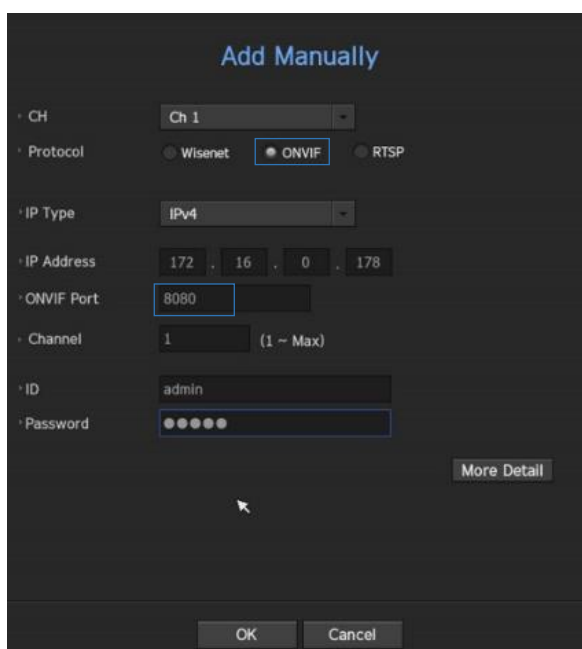 Add Manually
CH Ch 1
Protocol Wisenet ONVIF RTSP
IP Type IPv4
IP Address 172 . 16 . 0 . 178
ONVIF Port 8080
Channel 1 (1 ~ Max)
ID admin
Password ●●●●●
More Detail
OK Cancel